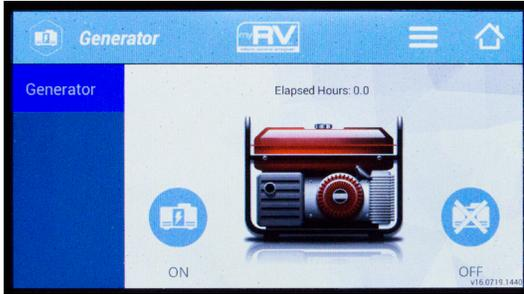 Generator
myRV
Generator
Elapsed Hours: 0.0
ON
OFF
v16.0719.1440